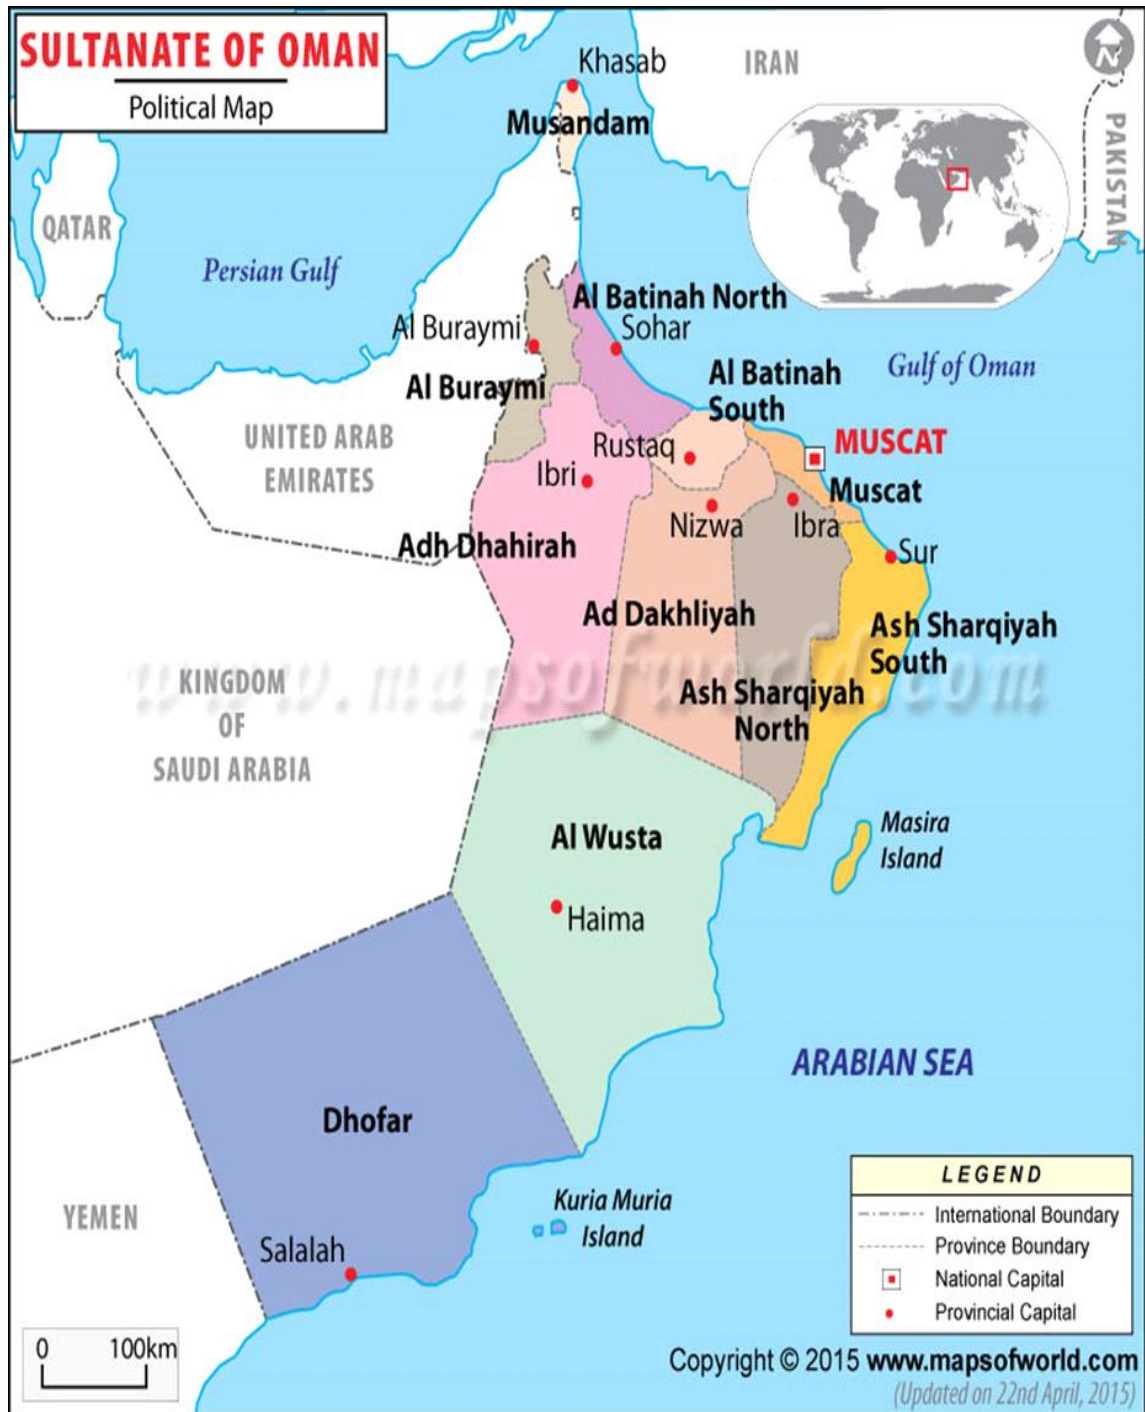 SULTANATE OF OMAN
Political Map
Khasab
IRAN
N
PAKISTAN
Musandam
QATAR
Persian Gulf
Al Batinah North
Al Buraymi
Sohar
Gulf of Oman
Al Buraymi
Al Batinah
South
UNITED ARAB
EMIRATES
Rustaq
MUSCAT
Ibri
Muscat
Nizwa
Ibra
Adh Dhahirah
Sur
Ad Dakhliyah
Ash Sharqiyah
South
www.mapsofworld.com
KINGDOM
OF
SAUDI ARABIA
Ash Sharqiyah
North
Al Wusta
Masira
Island
Haima
ARABIAN SEA
Dhofar
YEMEN
Kuria Muria
Island
Salalah
LEGEND
International Boundary
Province Boundary
National Capital
Provincial Capital
0 100km
Copyright © 2015 www.mapsofworld.com
(Updated on 22nd April, 2015)